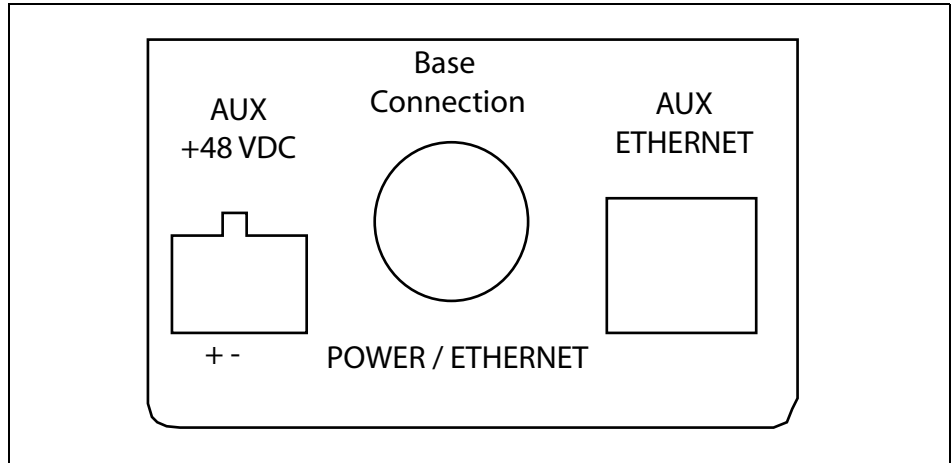 Base
Connection
AUX
+48 VDC
AUX
ETHERNET
+ -
POWER / ETHERNET